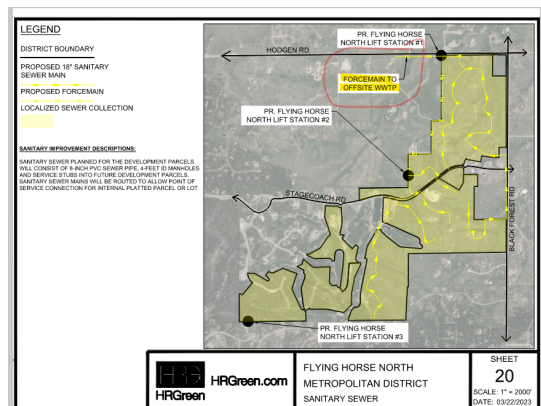 LEGEND
DISTRICT BOUNDARY
PROPOSED 18" SANITARY
SEWER MAIN
PROPOSED FORCEMAIN
LOCALIZED SEWER COLLECTION
SANITARY IMPROVEMENT DESCRIPTIONS:
SANITARY SEWER PLANNED FOR THE DEVELOPMENT PARCELS
WILL CONSIST OF 8-INCH PVC SEWER PIPE, 4-FEET ID MANHOLES
AND SERVICE STUBS INTO FUTURE DEVELOPMENT PARCELS.
SANITARY SEWER MAINS WILL BE ROUTED TO ALLOW POINT OF
SERVICE CONNECTION FOR INTERNAL PLATTED PARCEL OR LOT.
PR. FLYING HORSE
NORTH LIFT STATION #1
HODGEN RD
FORCEMAIN TO
OFFSITE WWTP
PR. FLYING HORSE
NORTH LIFT STATION #2
STAGECOACH RD
BLACK FOREST RD
PR. FLYING HORSE
NORTH LIFT STATION #3
HRGreen
HRGreen.com
FLYING HORSE NORTH
METROPOLITAN DISTRICT
SANITARY SEWER
SHEET
20
SCALE: 1" = 2000'
DATE: 03/22/2023